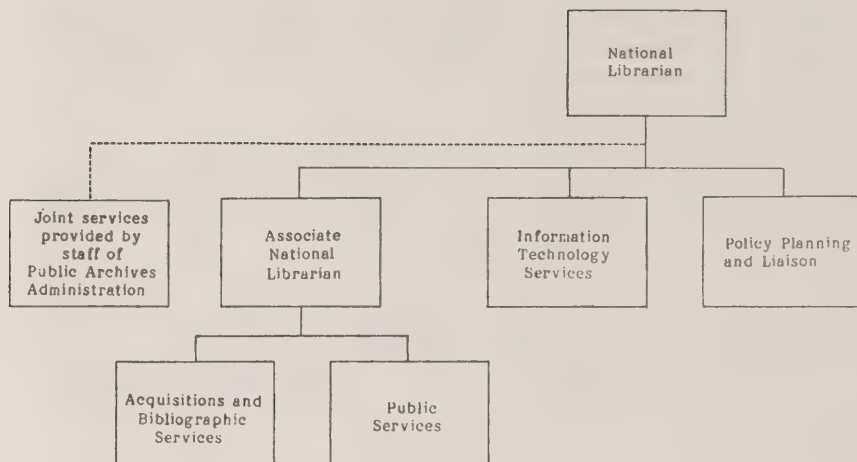 National
Librarian
Joint services
provided by
staff of
Public Archives
Administration
Associate
National
Librarian
Information
Technology
Services
Policy Planning
and Liaison
Acquisitions and
Bibliographic
Services
Public
Services